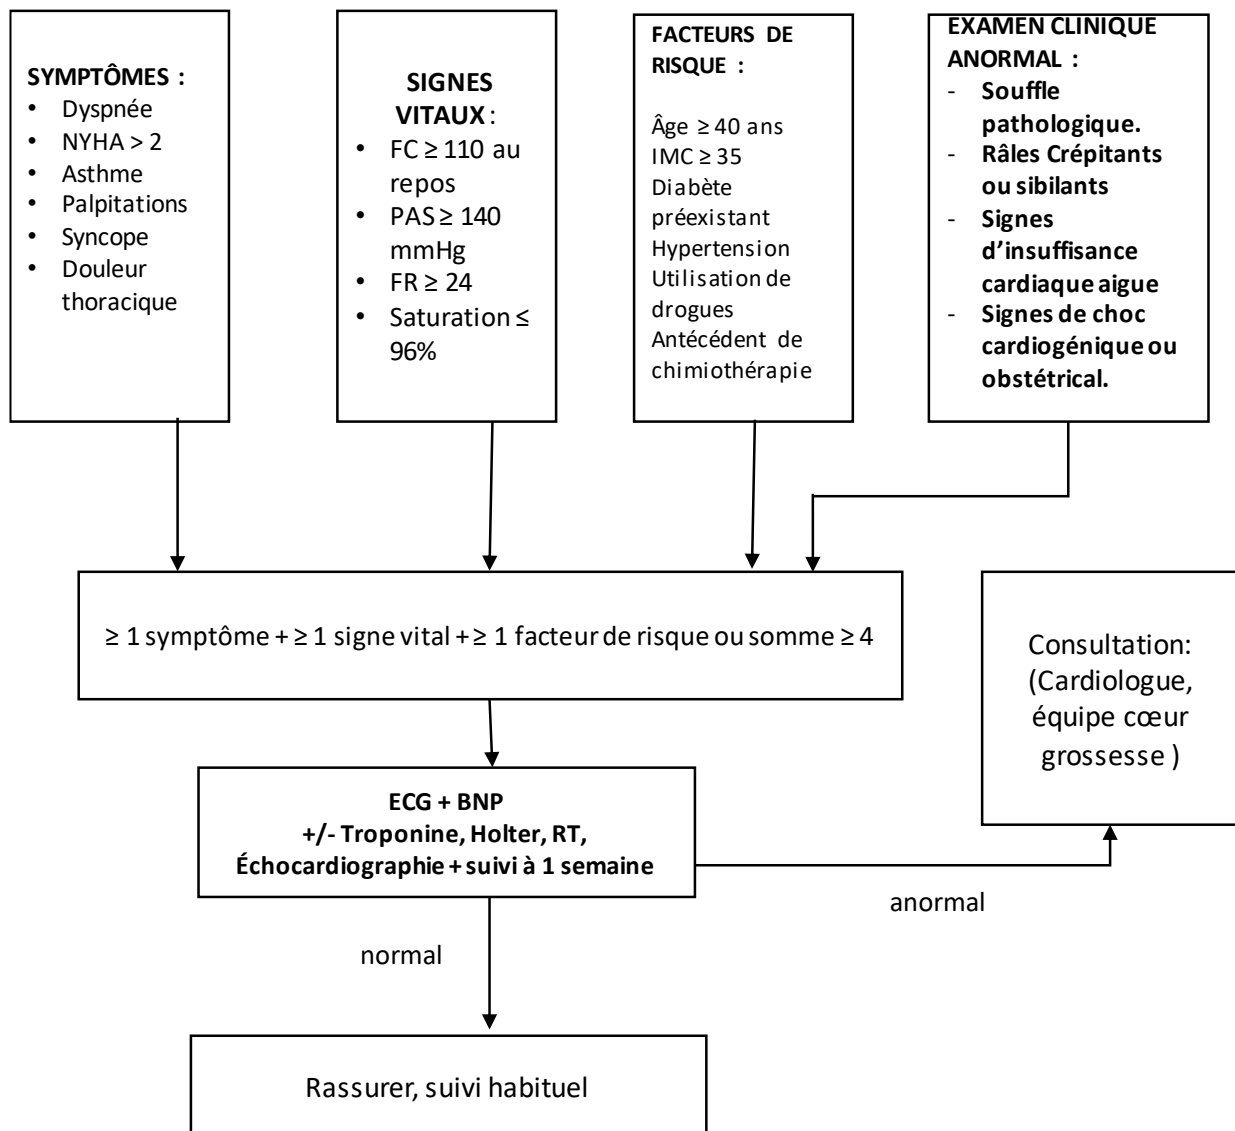 SYMPTÔMES :
• Dyspnée
• NYHA > 2
• Asthme
• Palpitations
• Syncope
• Douleur
thoracique
SIGNES
VITAUX :
• FC ≥ 110 au
repos
• PAS ≥ 140
mmHg
• FR ≥ 24
• Saturation ≤
96%
FACTEURS DE
RISQUE :
Âge ≥ 40 ans
IMC ≥ 35
Diabète
préexistant
Hypertension
Utilisation de
drogues
Antécédent de
chimiothérapie
EXAMEN CLINIQUE
ANORMAL :
- Souffle
pathologique.
- Râles Crépitants
ou sibilants
- Signes
d’insuffisance
cardiaque aigue
- Signes de choc
cardiogénique ou
obstétrical.
≥ 1 symptôme + ≥ 1 signe vital + ≥ 1 facteur de risque ou somme ≥ 4
Consultation:
(Cardiologue,
équipe cœur
grossesse )
ECG + BNP
+/- Troponine, Holter, RT,
Échocardiographie + suivi à 1 semaine
anormal
normal
Rassurer, suivi habituel